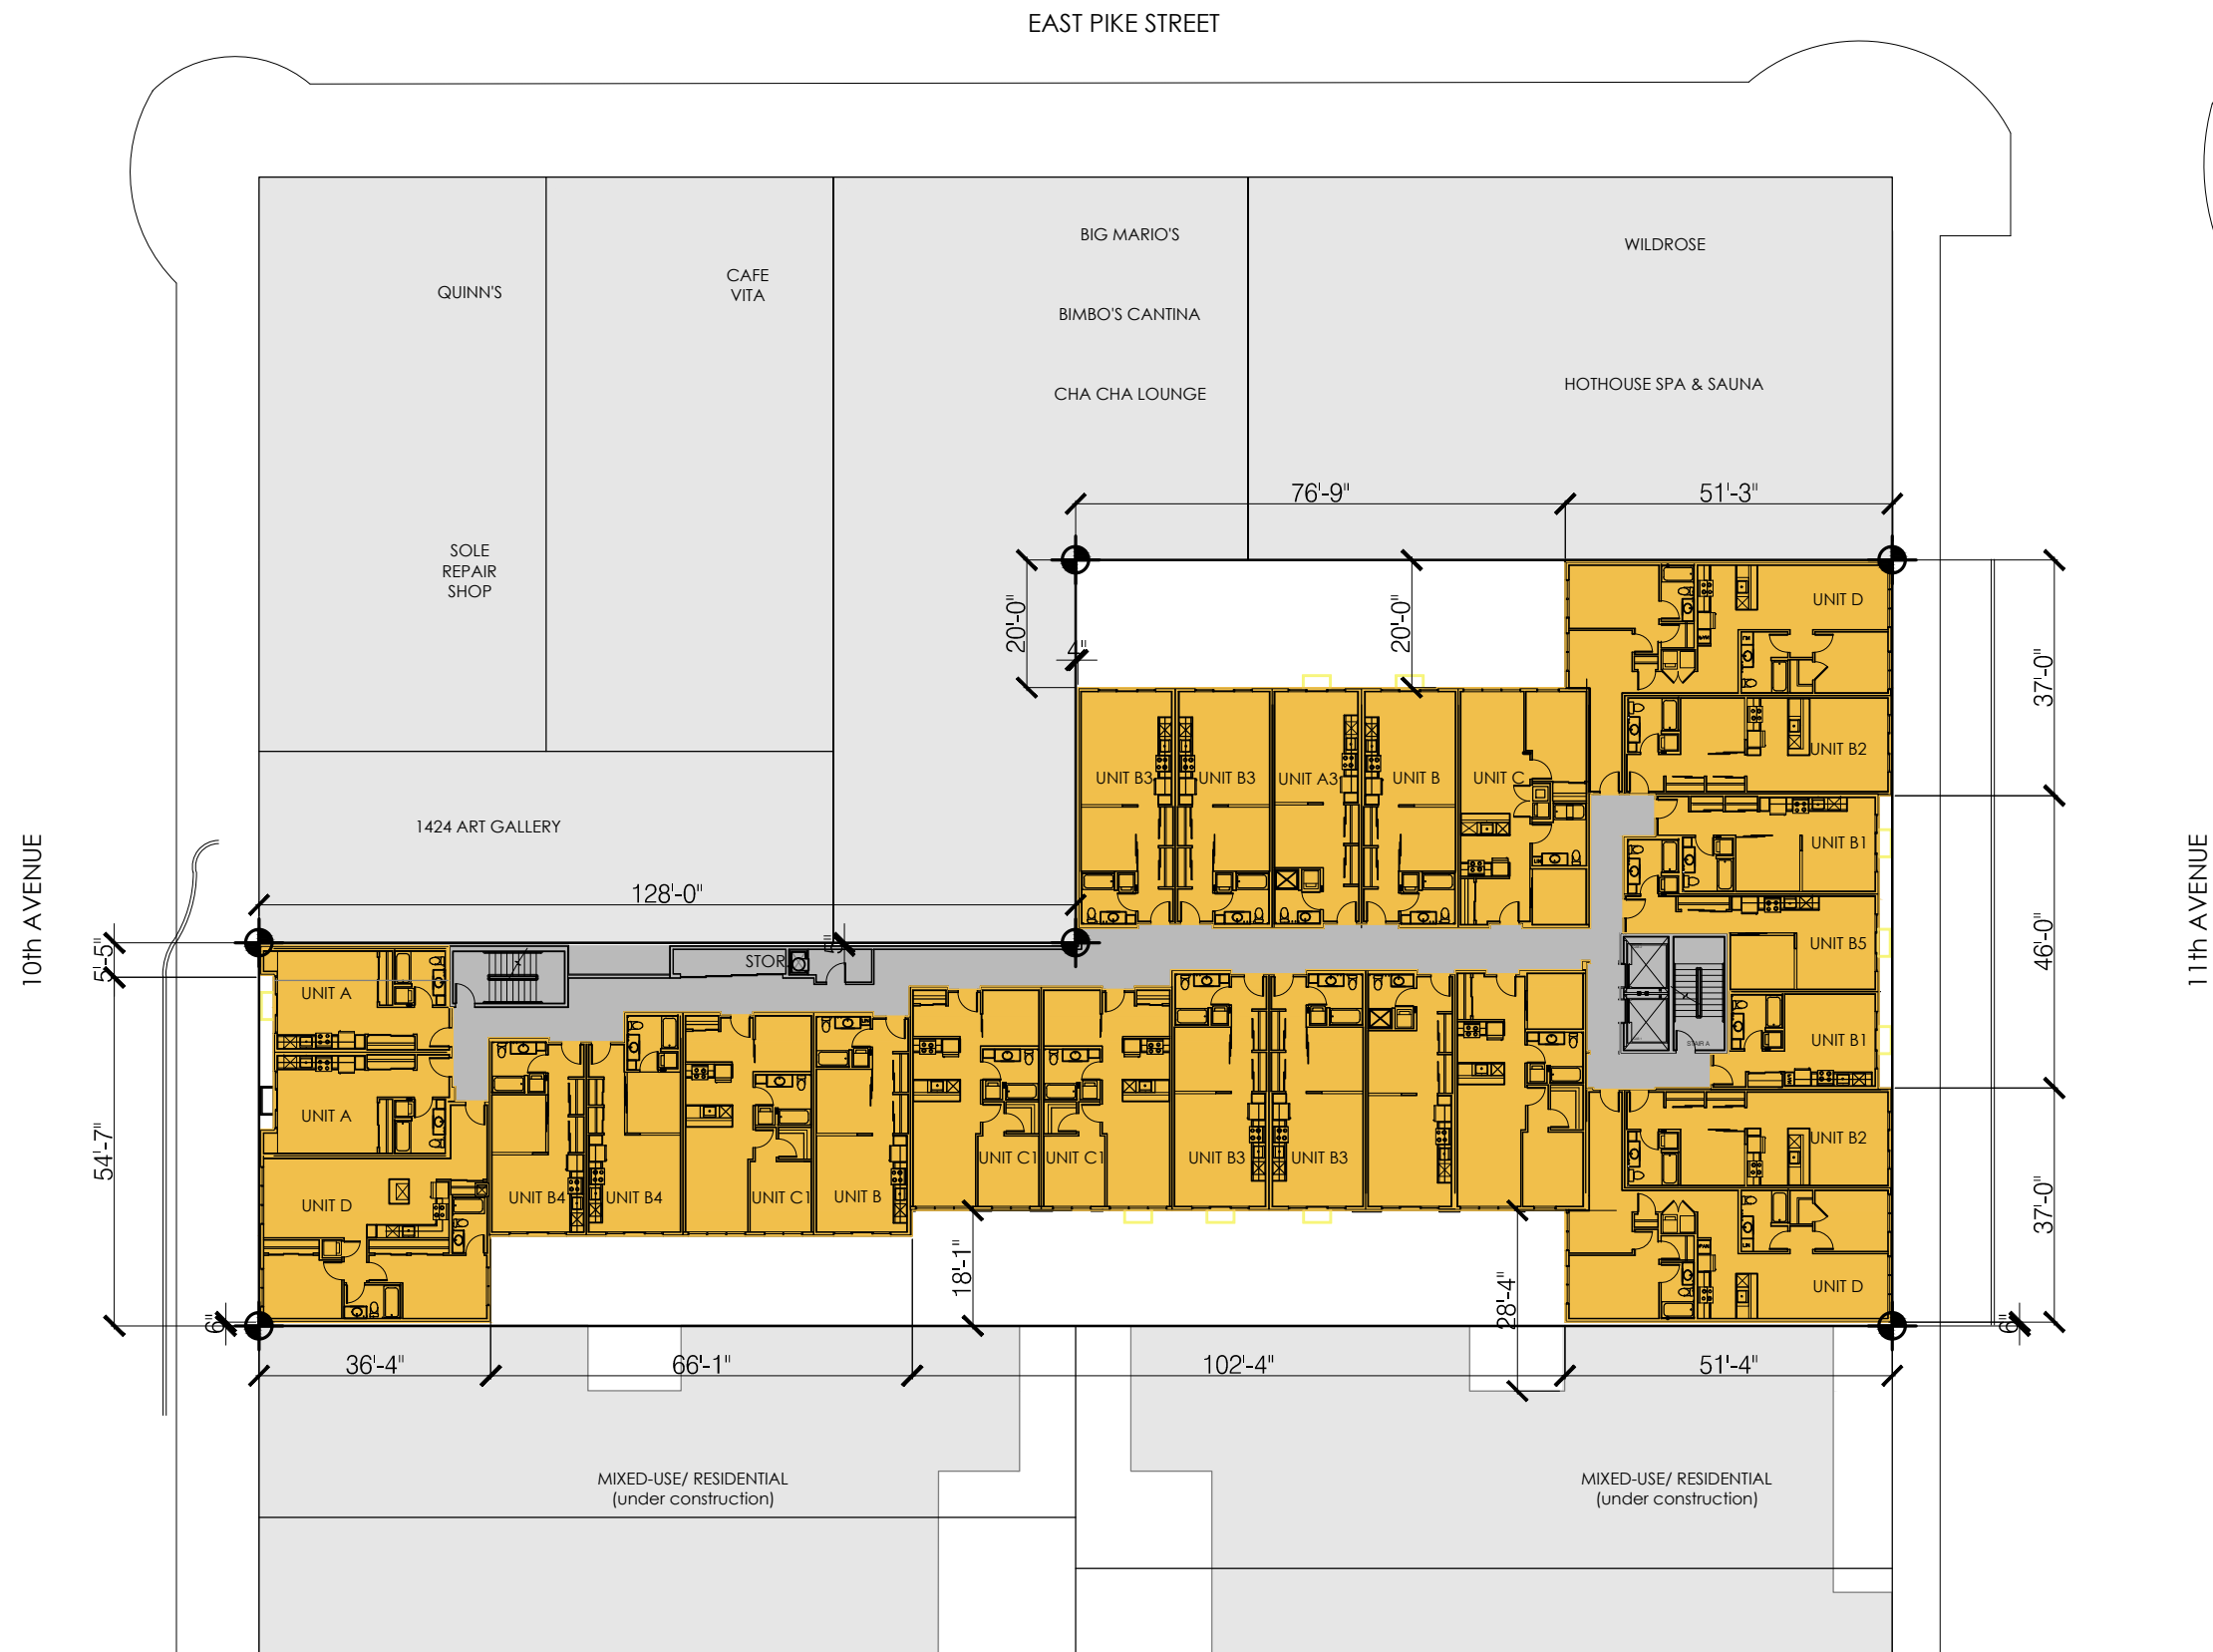 EAST PIKE STREET
BIG MARIO'S
WILDROSE
CAFE
VITA
QUINN'S
BIMBO'S CANTINA
HOTHOUSE SPA & SAUNA
CHA CHA LOUNGE
76'-9"
51'-3"
SOLE
REPAIR
SHOP
20'-0"
20'-0"
4"
UNIT D
37'-0"
UNIT B2
UNIT B3
UNIT B3
UNIT A3
UNIT B
UNIT C
1424 ART GALLERY
UNIT B1
10th AVENUE
11th AVENUE
128'-0"
5'-5"
5"
STOR
UNIT B5
46'-0"
UNIT A
UNIT B1
STAIR A
UNIT A
54'-7"
UNIT B2
UNIT C1
UNIT C1
UNIT B3
UNIT B3
UNIT D
UNIT B4
UNIT B4
UNIT C1
UNIT B
37'-0"
18'-1"
28'-4"
UNIT D
6"
6"
36'-4"
66'-1"
102'-4"
51'-4"
MIXED-USE/ RESIDENTIAL
(under construction)
MIXED-USE/ RESIDENTIAL
(under construction)